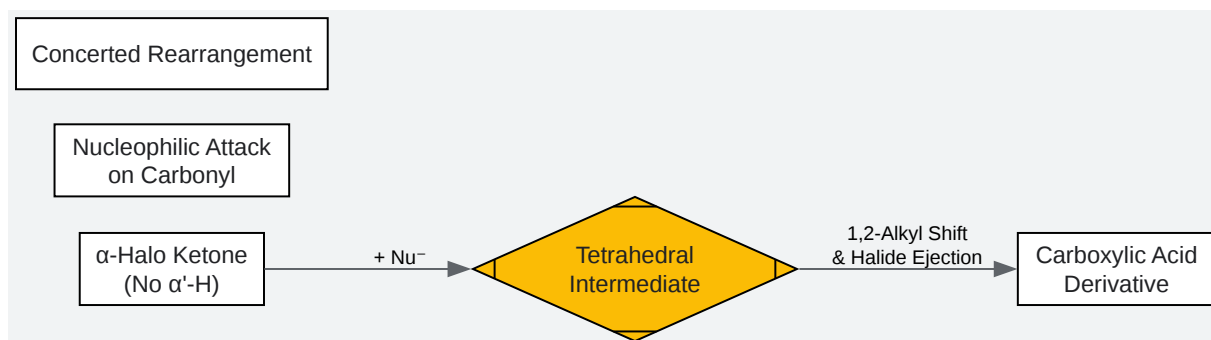 Concerted Rearrangement
Nucleophilic Attack
on Carbonyl
α-Halo Ketone
(No α'-H)
+ Nu⁻
Tetrahedral
Intermediate
1,2-Alkyl Shift
& Halide Ejection
Carboxylic Acid
Derivative